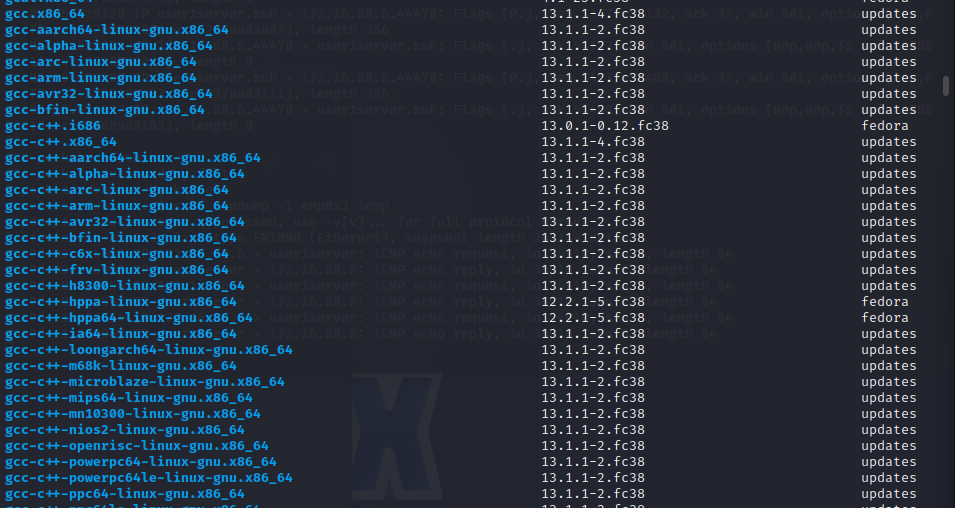 gcc.x86_64 13.1.1-4.fc38 updates
gcc-aarch64-linux-gnu.x86_64 13.1.1-2.fc38 updates
gcc-alpha-linux-gnu.x86_64 13.1.1-2.fc38 updates
gcc-arc-linux-gnu.x86_64 13.1.1-2.fc38 updates
gcc-arm-linux-gnu.x86_64 13.1.1-2.fc38 updates
gcc-avr32-linux-gnu.x86_64 13.1.1-2.fc38 updates
gcc-bfin-linux-gnu.x86_64 13.1.1-2.fc38 updates
gcc-c++.i686 13.0.1-0.12.fc38 fedora
gcc-c++.x86_64 13.1.1-4.fc38 updates
gcc-c++-aarch64-linux-gnu.x86_64 13.1.1-2.fc38 updates
gcc-c++-alpha-linux-gnu.x86_64 13.1.1-2.fc38 updates
gcc-c++-arc-linux-gnu.x86_64 13.1.1-2.fc38 updates
gcc-c++-arm-linux-gnu.x86_64 13.1.1-2.fc38 updates
gcc-c++-avr32-linux-gnu.x86_64 13.1.1-2.fc38 updates
gcc-c++-bfin-linux-gnu.x86_64 13.1.1-2.fc38 updates
gcc-c++-c6x-linux-gnu.x86_64 13.1.1-2.fc38 updates
gcc-c++-frv-linux-gnu.x86_64 13.1.1-2.fc38 updates
gcc-c++-h8300-linux-gnu.x86_64 13.1.1-2.fc38 updates
gcc-c++-hppa-linux-gnu.x86_64 12.2.1-5.fc38 fedora
gcc-c++-hppa64-linux-gnu.x86_64 12.2.1-5.fc38 fedora
gcc-c++-ia64-linux-gnu.x86_64 13.1.1-2.fc38 updates
gcc-c++-loongarch64-linux-gnu.x86_64 13.1.1-2.fc38 updates
gcc-c++-m68k-linux-gnu.x86_64 13.1.1-2.fc38 updates
gcc-c++-microblaze-linux-gnu.x86_64 13.1.1-2.fc38 updates
gcc-c++-mips64-linux-gnu.x86_64 13.1.1-2.fc38 updates
gcc-c++-mn10300-linux-gnu.x86_64 13.1.1-2.fc38 updates
gcc-c++-nios2-linux-gnu.x86_64 13.1.1-2.fc38 updates
gcc-c++-openrisc-linux-gnu.x86_64 13.1.1-2.fc38 updates
gcc-c++-powerpc64-linux-gnu.x86_64 13.1.1-2.fc38 updates
gcc-c++-powerpc64le-linux-gnu.x86_64 13.1.1-2.fc38 updates
gcc-c++-ppc64-linux-gnu.x86_64 13.1.1-2.fc38 updates